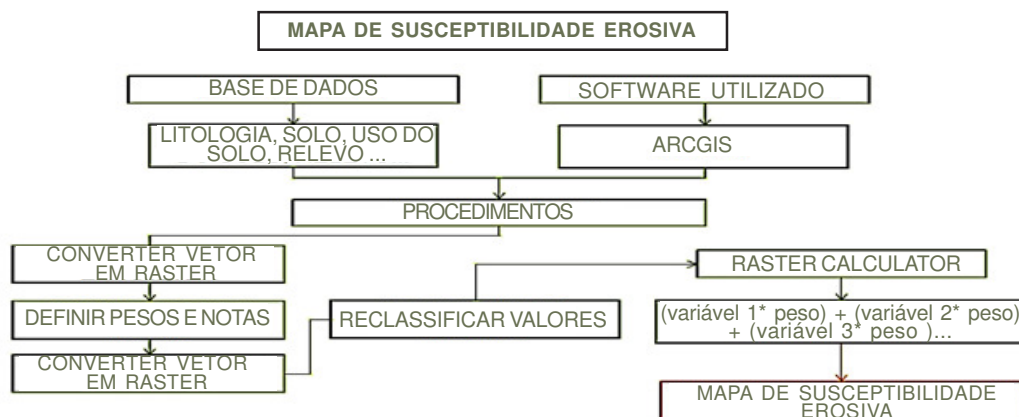 MAPA DE SUSCEPTIBILIDADE EROSIVA
BASE DE DADOS
SOFTWARE UTILIZADO
LITOLOGIA, SOLO, USO DO
SOLO, RELEVO ...
ARCGIS
PROCEDIMENTOS
CONVERTER VETOR
EM RASTER
DEFINIR PESOS E NOTAS
CONVERTER VETOR
EM RASTER
RECLASSIFICAR VALORES
RASTER CALCULATOR
(variável 1* peso) + (variável 2* peso)
+ (variável 3* peso )...
MAPA DE SUSCEPTIBILIDADE
EROSIVA